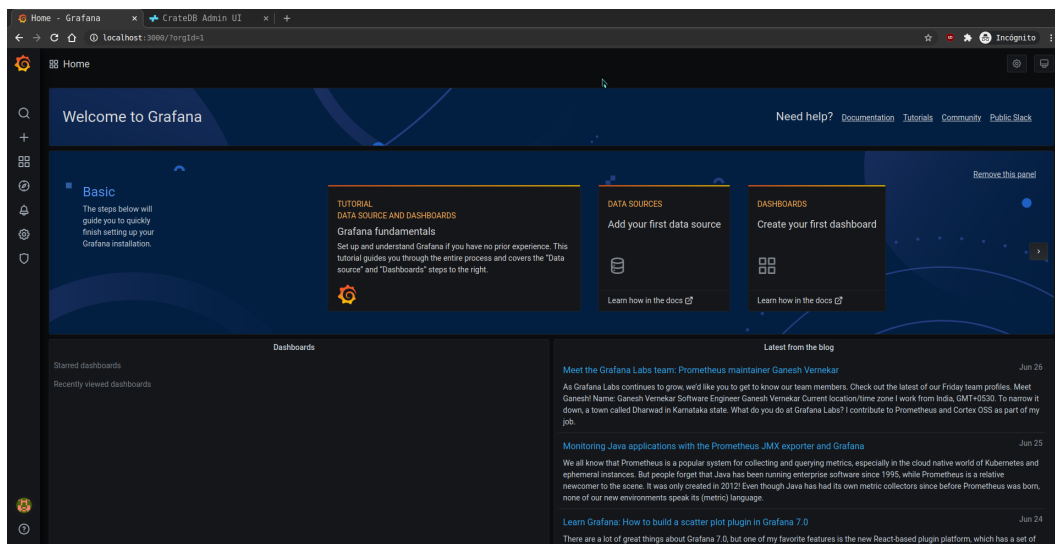 Home - Grafana
CrateDB Admin UI
localhost:3000/?orgId=1
Incógnito
Home
Welcome to Grafana
Need help?
Documentation
Tutorials
Community
Public Slack
Remove this panel
Basic
The steps below will
guide you to quickly
finish setting up your
Grafana installation.
TUTORIAL
DATA SOURCE AND DASHBOARDS
Grafana fundamentals
Set up and understand Grafana if you have no prior experience. This
tutorial guides you through the entire process and covers the "Data
source" and "Dashboards" steps to the right.
DATA SOURCES
Add your first data source
Learn how in the docs
DASHBOARDS
Create your first dashboard
Learn how in the docs
Dashboards
Starred dashboards
Recently viewed dashboards
Latest from the blog
Meet the Grafana Labs team: Prometheus maintainer Ganesh Vernekar
Jun 26
As Grafana Labs continues to grow, we'd like you to get to know our team members. Check out the latest of our Friday team profiles. Meet
Ganesh! Name: Ganesh Vernekar Software Engineer Ganesh Vernekar Current location/time zone I work from India, GMT+0530. To narrow it
down, a town called Dharwad in Karnataka state. What do you do at Grafana Labs? I contribute to Prometheus and Cortex OSS as part of my
job.
Monitoring Java applications with the Prometheus JMX exporter and Grafana
Jun 25
We all know that Prometheus is a popular system for collecting and querying metrics, especially in the cloud native world of Kubernetes and
ephemeral instances. But people forget that Java has been running enterprise software since 1995, while Prometheus is a relative
newcomer to the scene. It was only created in 2012! Even though Java has had its own metric collectors since before Prometheus was born,
none of our new environments speak its (metric) language.
Learn Grafana: How to build a scatter plot plugin in Grafana 7.0
Jun 24
There are a lot of great things about Grafana 7.0, but one of my favorite features is the new React-based plugin platform, which has a set of